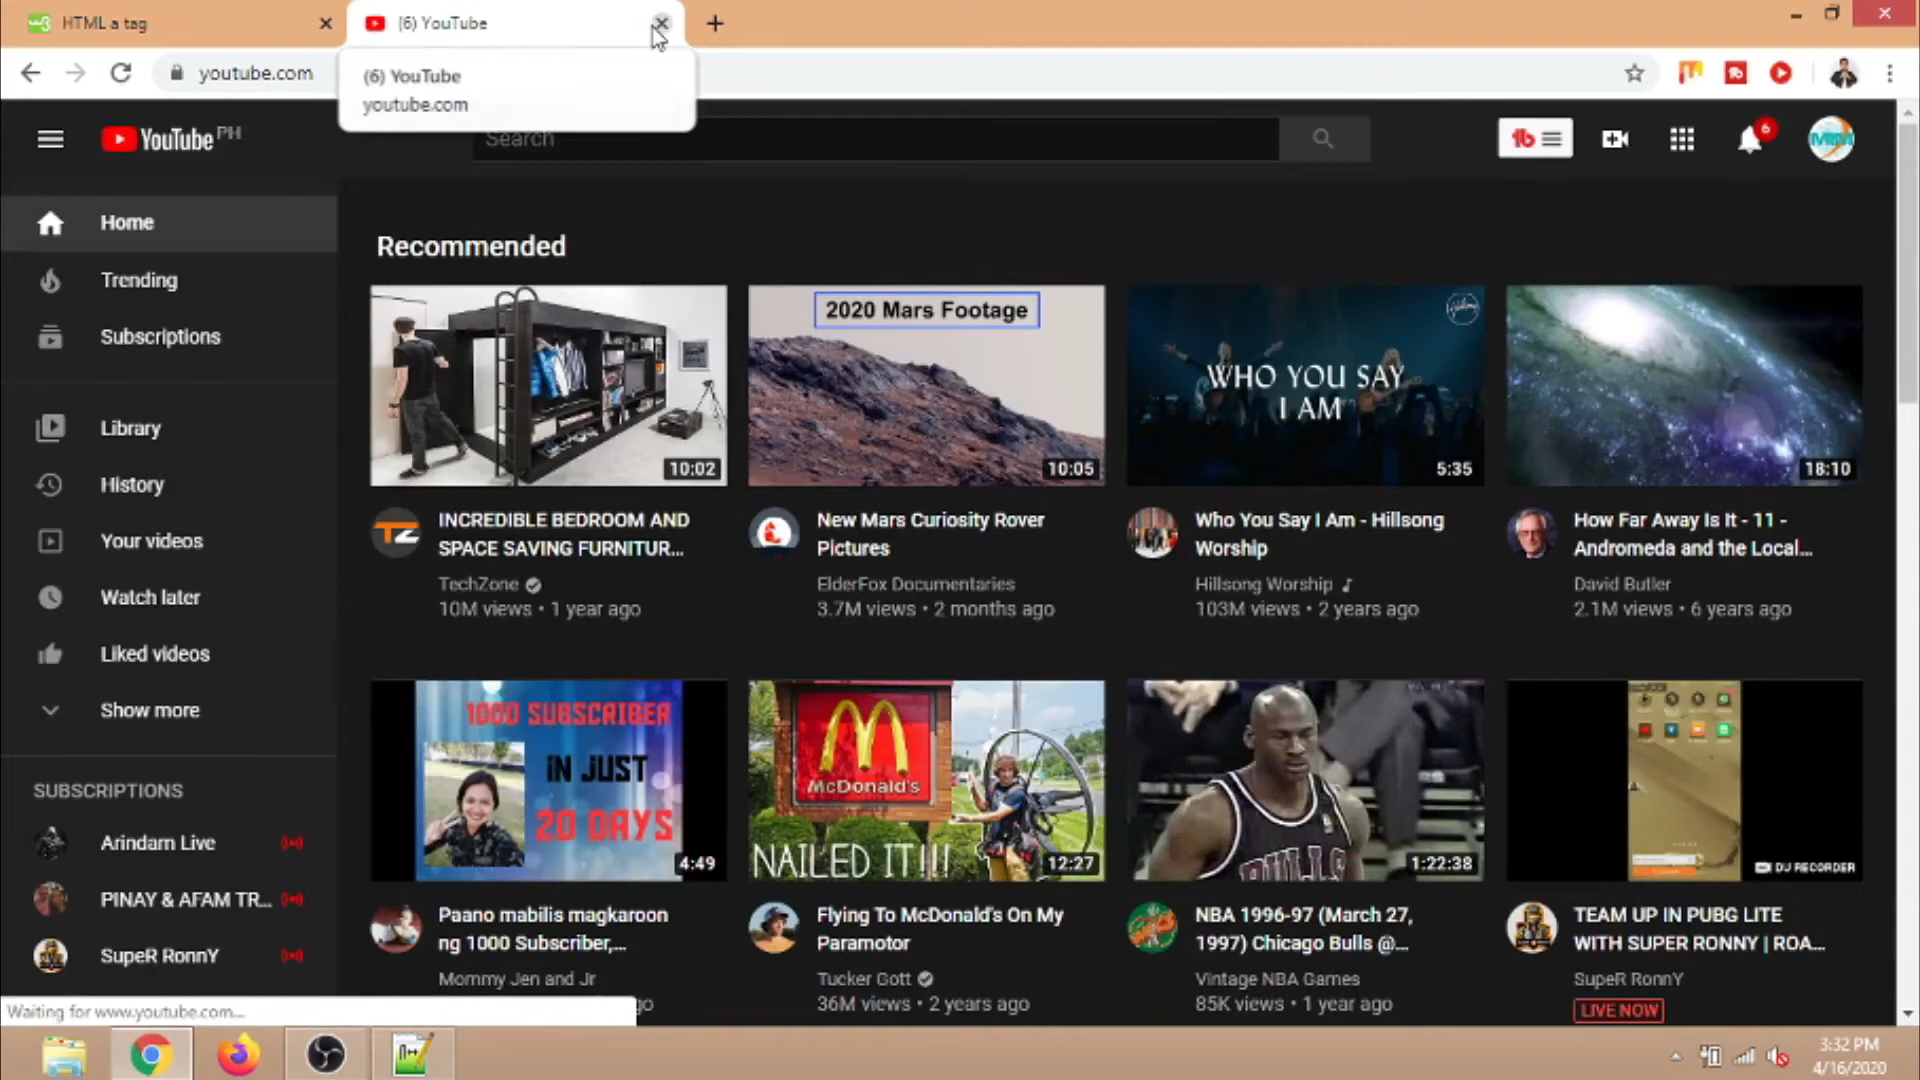 HTML a tag
(6) YouTube
youtube.com
(6) YouTube
youtube.com
YouTube PH
Search
6
Home
Trending
Subscriptions
Library
History
Your videos
Watch later
Liked videos
Show more
SUBSCRIPTIONS
Arindam Live
PINAY & AFAM TR...
SupeR RonnY
Recommended
10:02
2020 Mars Footage
10:05
WHO YOU SAY
I AM
5:35
18:10
INCREDIBLE BEDROOM AND
SPACE SAVING FURNITUR...
TechZone
10M views • 1 year ago
New Mars Curiosity Rover
Pictures
ElderFox Documentaries
3.7M views • 2 months ago
Who You Say I Am - Hillsong
Worship
Hillsong Worship
103M views • 2 years ago
How Far Away Is It - 11 -
Andromeda and the Local...
David Butler
2.1M views • 6 years ago
1000 SUBSCRIBER
IN JUST
20 DAYS
4:49
McDonald's
NAILED IT!!!
12:27
BULLS
1:22:38
DU RECORDER
Paano mabilis magkaroon
ng 1000 Subscriber,...
Mommy Jen and Jr
go
Flying To McDonald's On My
Paramotor
Tucker Gott
36M views • 2 years ago
NBA 1996-97 (March 27,
1997) Chicago Bulls @...
Vintage NBA Games
85K views • 1 year ago
TEAM UP IN PUBG LITE
WITH SUPER RONNY | ROA...
SupeR RonnY
LIVE NOW
Waiting for www.youtube.com...
3:32 PM
4/16/2020